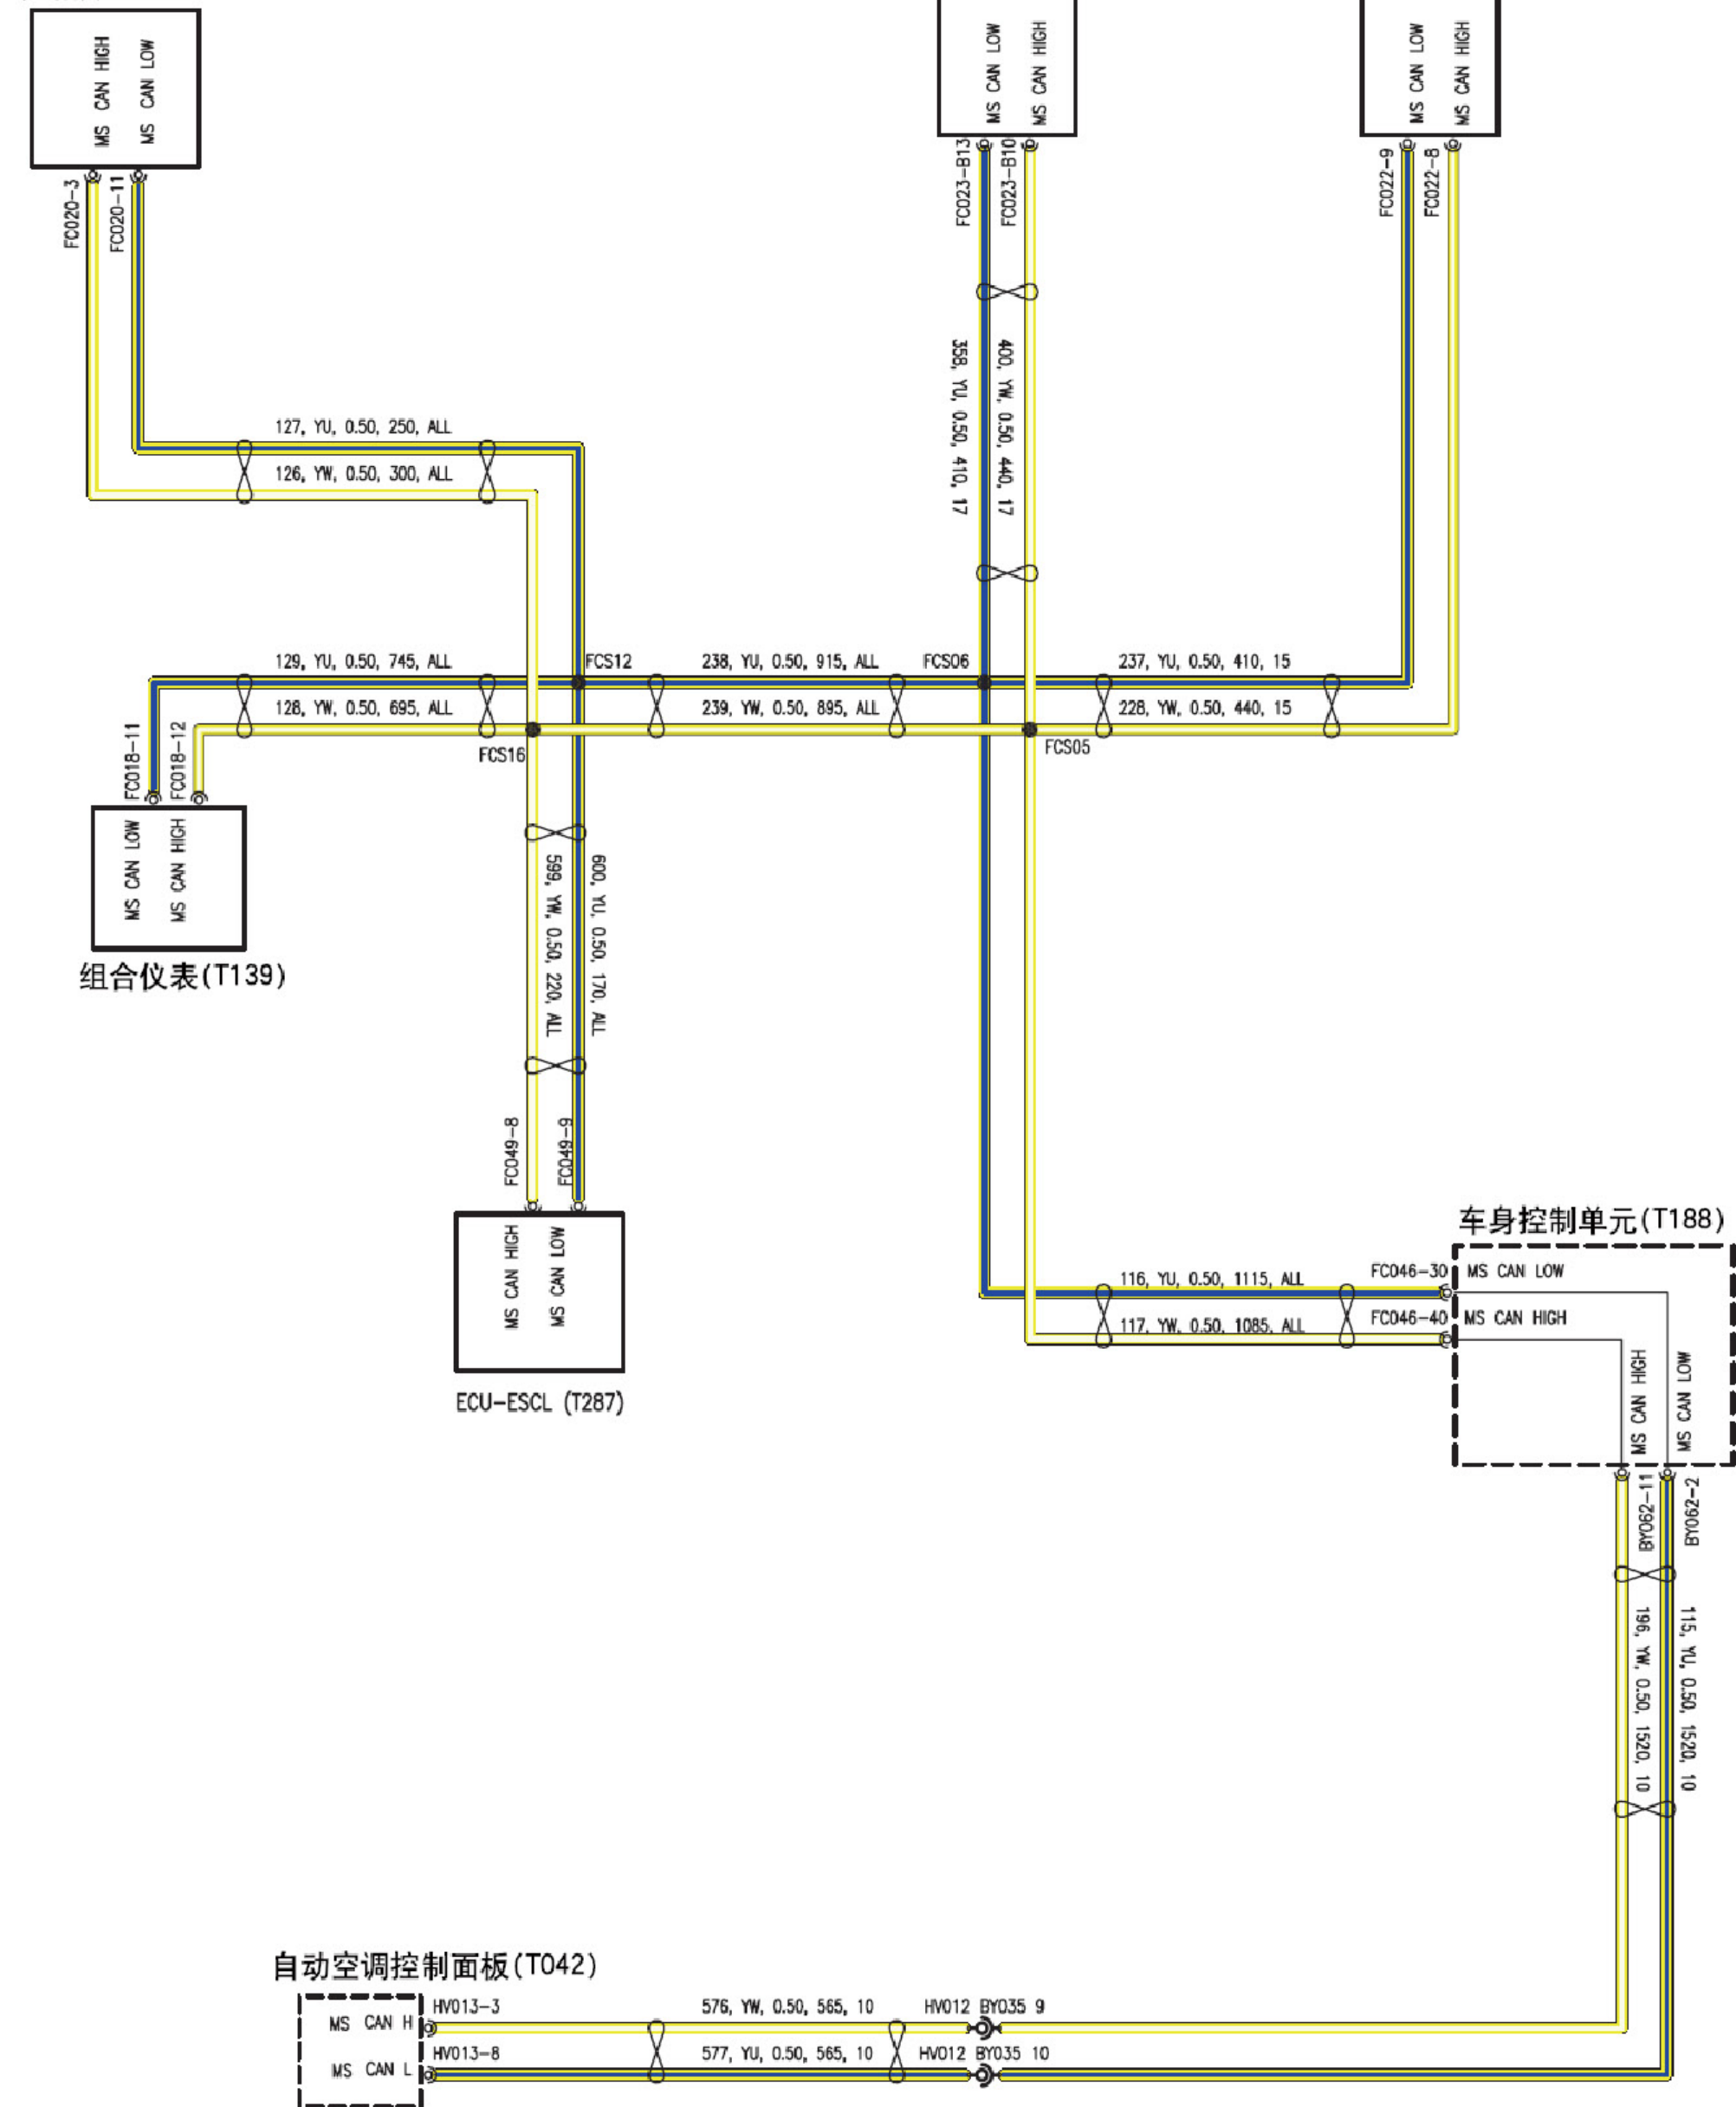 MS CAN HIGH
MS CAN LOW
MS CAN LOW
MS CAN HIGH
MS CAN LOW
MS CAN HIGH
FC020-3
FC020-11
FC023-B13
FC023-B10
FC022-9
FC022-8
358, YU, 0.50, 410, 17
400, YW, 0.50, 440, 17
127, YU, 0.50, 250, ALL
126, YW, 0.50, 300, ALL
129, YU, 0.50, 745, ALL
FCS12
238, YU, 0.50, 915, ALL
FCS06
237, YU, 0.50, 410, 15
128, YW, 0.50, 695, ALL
239, YW, 0.50, 895, ALL
228, YW, 0.50, 440, 15
FCS16
FCS05
FC018-11
FC018-12
MS CAN LOW
MS CAN HIGH
组合仪表(T139)
599, YW, 0.50, 220, ALL
600, YU, 0.50, 170, ALL
FC049-8
FC049-9
MS CAN HIGH
MS CAN LOW
ECU-ESCL (T287)
车身控制单元(T188)
116, YU, 0.50, 1115, ALL
FC046-30
MS CAN LOW
117, YW, 0.50, 1085, ALL
FC046-40
MS CAN HIGH
MS CAN HIGH
MS CAN LOW
BY062-11
BY062-2
196, YW, 0.50, 1520, 10
115, YU, 0.50, 1520, 10
自动空调控制面板(T042)
MS CAN H
HV013-3
576, YW, 0.50, 565, 10
HV012 BY035 9
MS CAN L
HV013-8
577, YU, 0.50, 565, 10
HV012 BY035 10